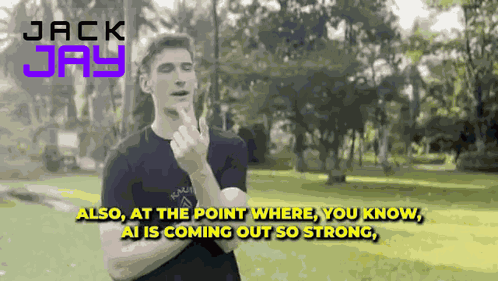 JACK
JAY
ALSO, AT THE POINT WHERE, YOU KNOW,
AI IS COMING OUT SO STRONG,